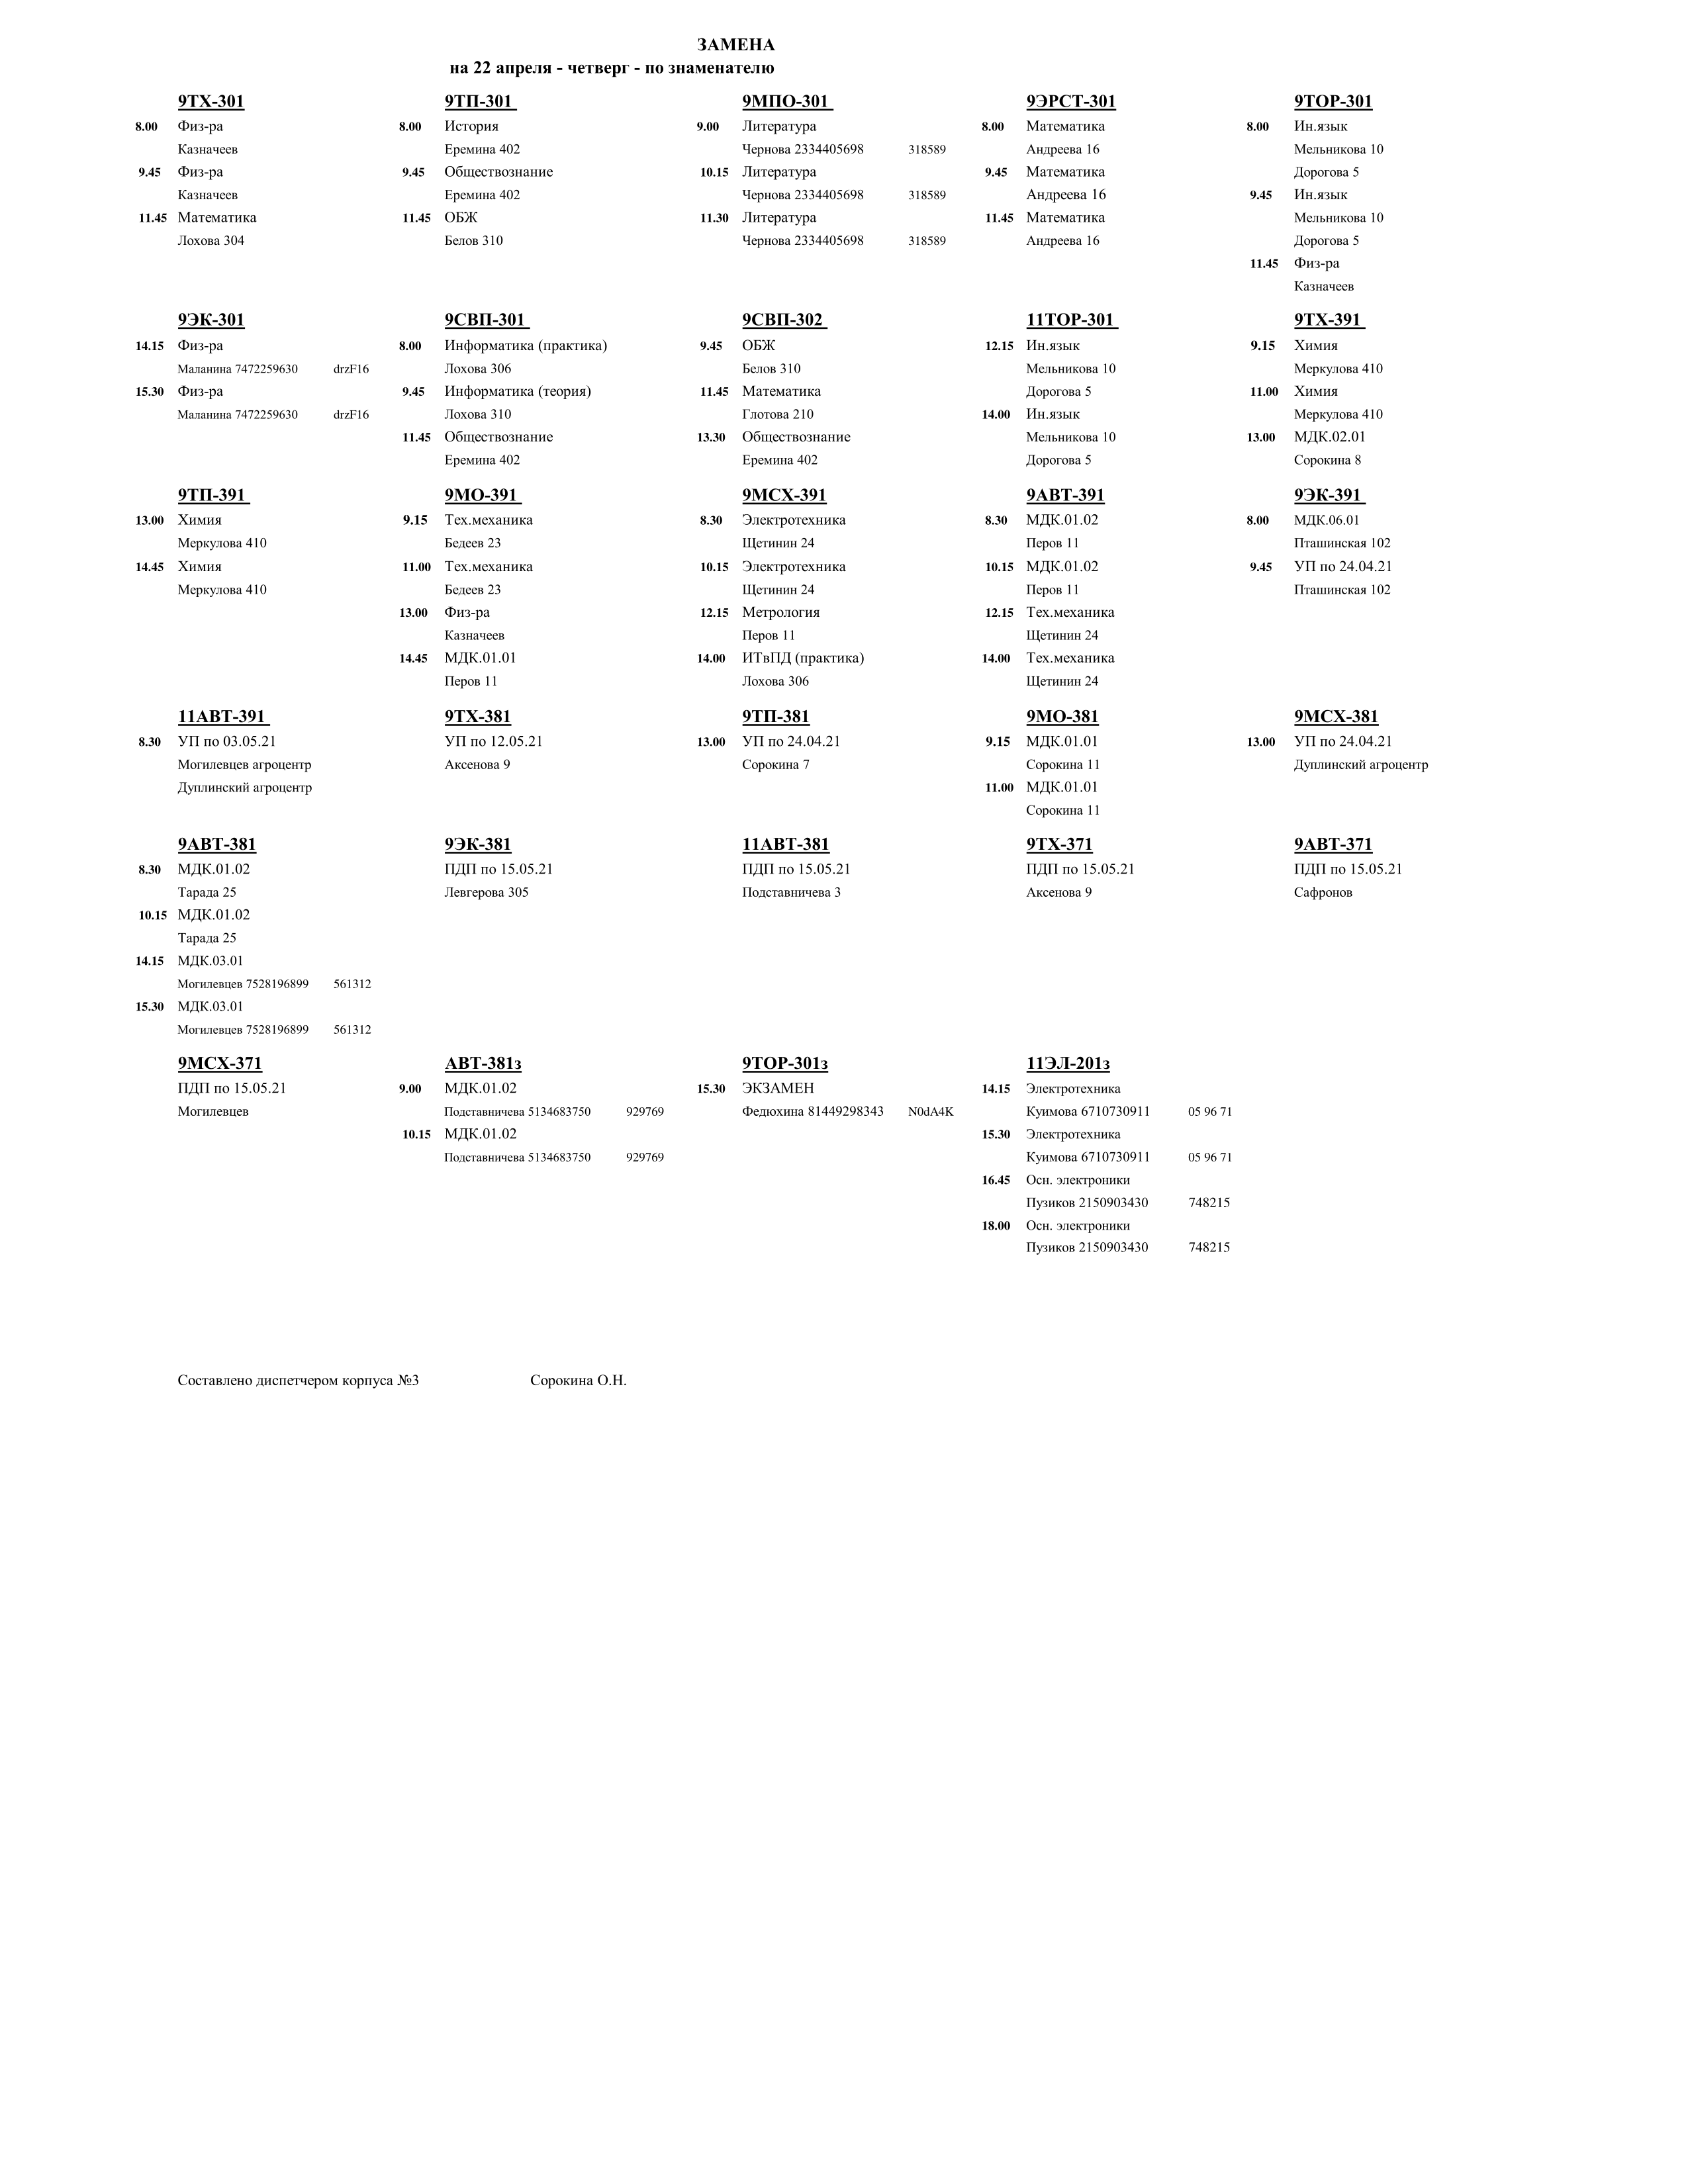 ЗАМЕНА
на 22 апреля - четверг - по знаменателю
9ТХ-301 9ТП-301 9МПО-301 9ЭРСТ-301 9ТОР-301
8.00 Физ-ра 8.00 История 9.00 Литература 8.00 Математика 8.00 Ин.язык
Казначеев Еремина 402 Чернова 2334405698 318589 Андреева 16 Мельникова 10
9.45 Физ-ра 9.45 Обществознание 10.15 Литература 9.45 Математика Дорогова 5
Казначеев Еремина 402 Чернова 2334405698 318589 Андреева 16 9.45 Ин.язык
11.45 Математика 11.45 ОБЖ 11.30 Литература 11.45 Математика Мельникова 10
Лохова 304 Белов 310 Чернова 2334405698 318589 Андреева 16 Дорогова 5
11.45 Физ-ра
Казначеев
9ЭК-301 9СВП-301 9СВП-302 11ТОР-301 9ТХ-391
14.15 Физ-ра 8.00 Информатика (практика) 9.45 ОБЖ 12.15 Ин.язык 9.15 Химия
Маланина 7472259630 drzF16 Лохова 306 Белов 310 Мельникова 10 Меркулова 410
15.30 Физ-ра 9.45 Информатика (теория) 11.45 Математика Дорогова 5 11.00 Химия
Маланина 7472259630 drzF16 Лохова 310 Глотова 210 14.00 Ин.язык Меркулова 410
11.45 Обществознание 13.30 Обществознание Мельникова 10 13.00 МДК.02.01
Еремина 402 Еремина 402 Дорогова 5 Сорокина 8
9ТП-391 9МО-391 9МСХ-391 9АВТ-391 9ЭК-391
13.00 Химия 9.15 Тех.механика 8.30 Электротехника 8.30 МДК.01.02 8.00 МДК.06.01
Меркулова 410 Бедеев 23 Щетинин 24 Перов 11 Пташинская 102
14.45 Химия 11.00 Тех.механика 10.15 Электротехника 10.15 МДК.01.02 9.45 УП по 24.04.21
Меркулова 410 Бедеев 23 Щетинин 24 Перов 11 Пташинская 102
13.00 Физ-ра 12.15 Метрология 12.15 Тех.механика
Казначеев Перов 11 Щетинин 24
14.45 МДК.01.01 14.00 ИТвПД (практика) 14.00 Тех.механика
Перов 11 Лохова 306 Щетинин 24
11АВТ-391 9ТХ-381 9ТП-381 9МО-381 9МСХ-381
8.30 УП по 03.05.21 УП по 12.05.21 13.00 УП по 24.04.21 9.15 МДК.01.01 13.00 УП по 24.04.21
Могилевцев агроцентр Аксенова 9 Сорокина 7 Сорокина 11 Дуплинский агроцентр
Дуплинский агроцентр 11.00 МДК.01.01
Сорокина 11
9АВТ-381 9ЭК-381 11АВТ-381 9ТХ-371 9АВТ-371
8.30 МДК.01.02 ПДП по 15.05.21 ПДП по 15.05.21 ПДП по 15.05.21 ПДП по 15.05.21
Тарада 25 Левгерова 305 Подставничева 3 Аксенова 9 Сафронов
10.15 МДК.01.02
Тарада 25
14.15 МДК.03.01
Могилевцев 7528196899 561312
15.30 МДК.03.01
Могилевцев 7528196899 561312
9МСХ-371 АВТ-381з 9ТОР-301з 11ЭЛ-201з
ПДП по 15.05.21 9.00 МДК.01.02 15.30 ЭКЗАМЕН 14.15 Электротехника
Могилевцев Подставничева 5134683750 929769 Федюхина 81449298343 N0dA4K Куимова 6710730911 05 96 71
10.15 МДК.01.02 15.30 Электротехника
Подставничева 5134683750 929769 Куимова 6710730911 05 96 71
16.45 Осн. электроники
Пузиков 2150903430 748215
18.00 Осн. электроники
Пузиков 2150903430 748215
Составлено диспетчером корпуса №3 Сорокина О.Н.